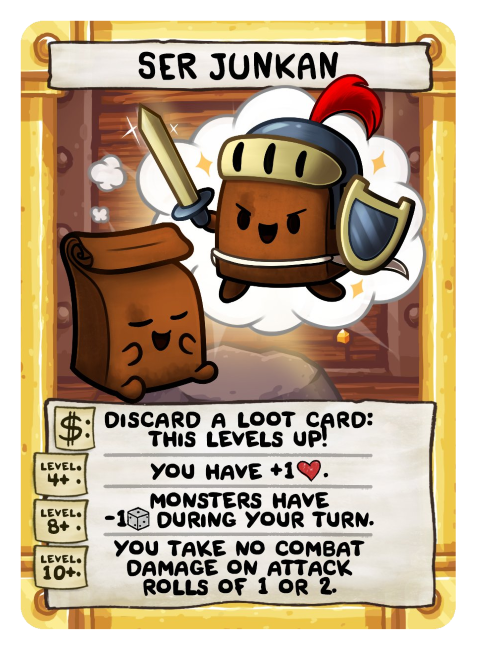 SER JUNKAN
$: DISCARD A LOOT CARD:
THIS LEVELS UP!
LEVEL. 4+. YOU HAVE +1❤.
LEVEL. 8+. MONSTERS HAVE
-1🎲 DURING YOUR TURN.
LEVEL. 10+. YOU TAKE NO COMBAT
DAMAGE ON ATTACK
ROLLS OF 1 OR 2.